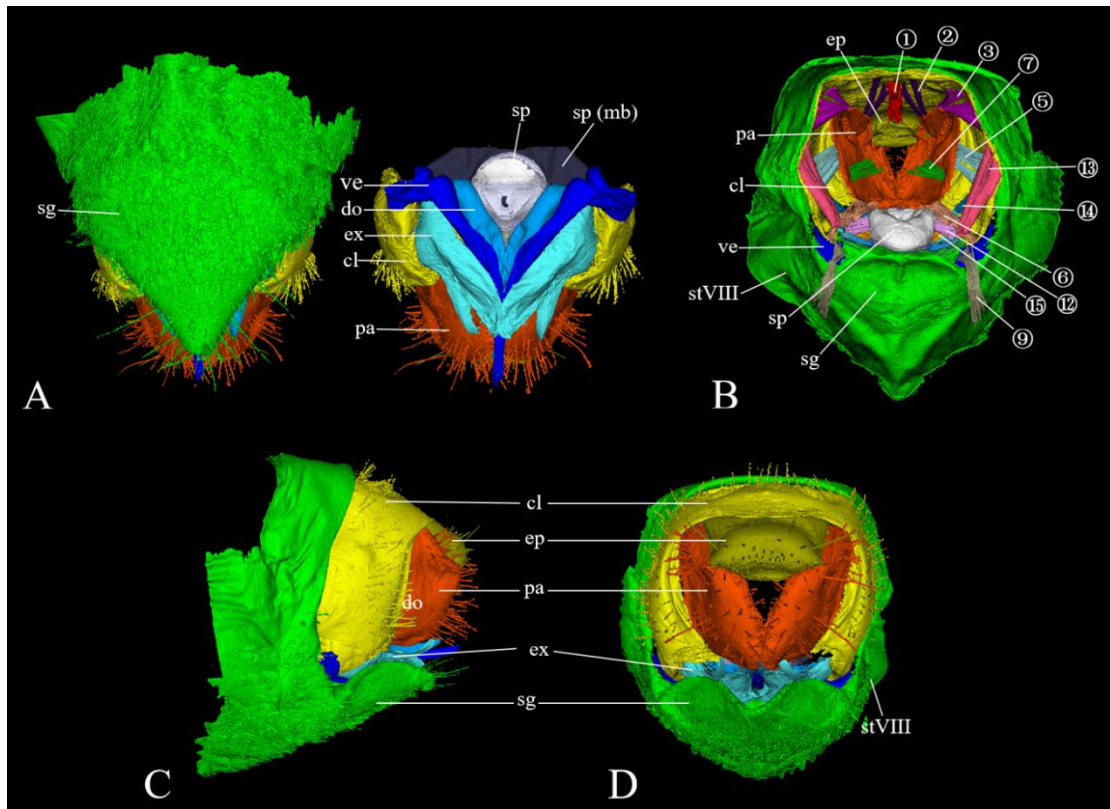 sg
A
sp
sp (mb)
ve
do
ex
cl
pa
ep
①
②
③
⑦
⑤
pa
⑬
cl
⑭
ve
stVIII
⑥
⑮
⑫
sp
⑨
sg
B
cl
ep
pa
do
ex
sg
stVIII
C
D